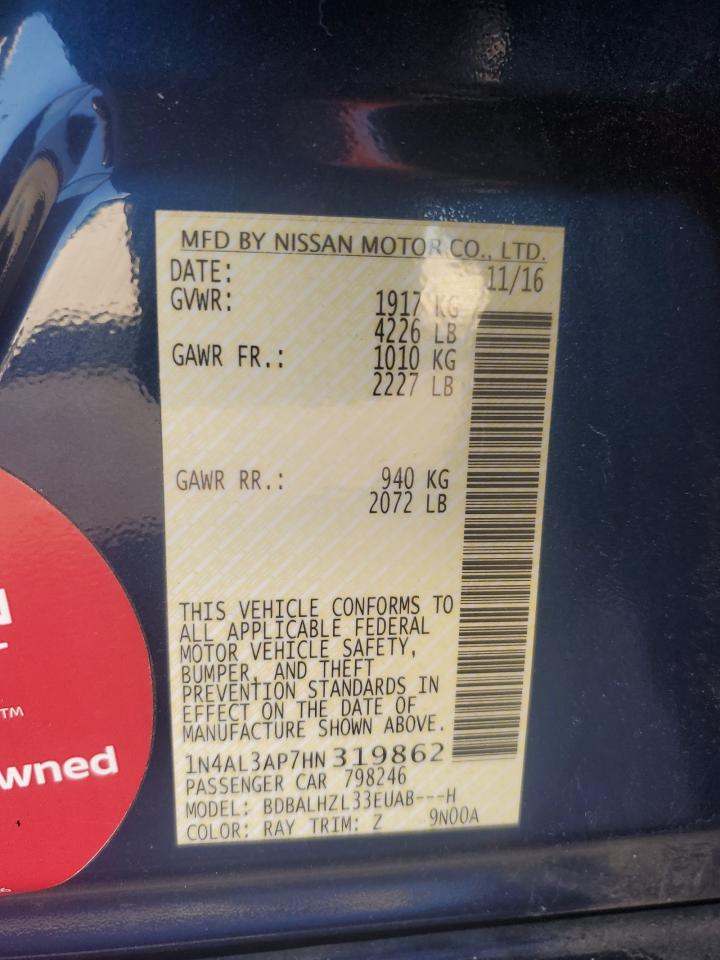 MFD BY NISSAN MOTOR CO., LTD.
DATE: 11/16
GVWR: 1917 KG
4226 LB
GAWR FR.: 1010 KG
2227 LB
GAWR RR.: 940 KG
2072 LB
THIS VEHICLE CONFORMS TO
ALL APPLICABLE FEDERAL
MOTOR VEHICLE SAFETY,
BUMPER, AND THEFT
PREVENTION STANDARDS IN
EFFECT ON THE DATE OF
MANUFACTURE SHOWN ABOVE.
1N4AL3AP7HN 319862
PASSENGER CAR 798246
MODEL: BDBALHZL33EUAB---H
COLOR: RAY TRIM: Z 9N00A
TM
wned